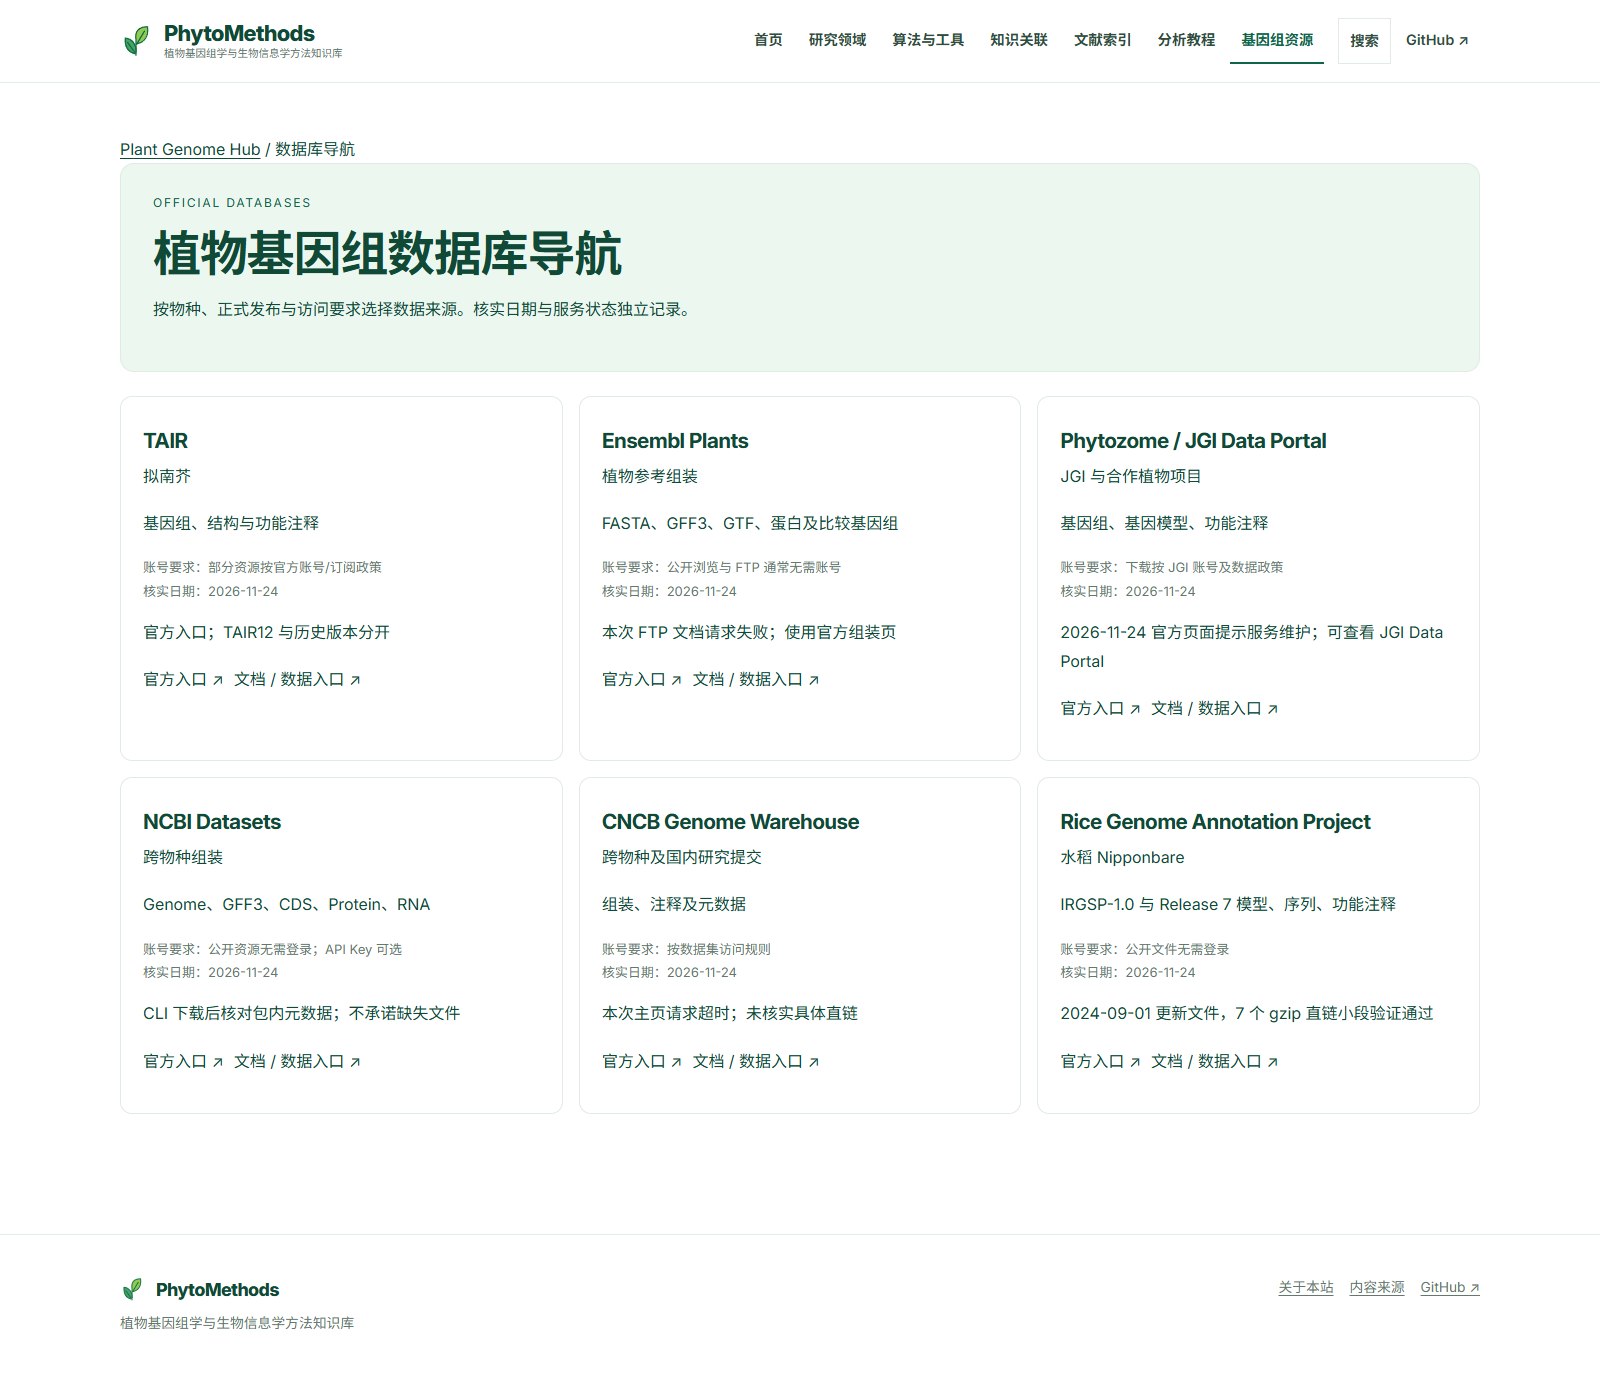 PhytoMethods
植物基因组学与生物信息学方法知识库
首页 研究领域 算法与工具 知识关联 文献索引 分析教程 基因组资源 搜索 GitHub ↗
Plant Genome Hub / 数据库导航
OFFICIAL DATABASES
植物基因组数据库导航
按物种、正式发布与访问要求选择数据来源。核实日期与服务状态独立记录。
TAIR
拟南芥
基因组、结构与功能注释
账号要求：部分资源按官方账号/订阅政策
核实日期：2026-11-24
官方入口；TAIR12 与历史版本分开
官方入口 ↗ 文档 / 数据入口 ↗
Ensembl Plants
植物参考组装
FASTA、GFF3、GTF、蛋白及比较基因组
账号要求：公开浏览与 FTP 通常无需账号
核实日期：2026-11-24
本次 FTP 文档请求失败；使用官方组装页
官方入口 ↗ 文档 / 数据入口 ↗
Phytozome / JGI Data Portal
JGI 与合作植物项目
基因组、基因模型、功能注释
账号要求：下载按 JGI 账号及数据政策
核实日期：2026-11-24
2026-11-24 官方页面提示服务维护；可查看 JGI Data
Portal
官方入口 ↗ 文档 / 数据入口 ↗
NCBI Datasets
跨物种组装
Genome、GFF3、CDS、Protein、RNA
账号要求：公开资源无需登录；API Key 可选
核实日期：2026-11-24
CLI 下载后核对包内元数据；不承诺缺失文件
官方入口 ↗ 文档 / 数据入口 ↗
CNCB Genome Warehouse
跨物种及国内研究提交
组装、注释及元数据
账号要求：按数据集访问规则
核实日期：2026-11-24
本次主页请求超时；未核实具体直链
官方入口 ↗ 文档 / 数据入口 ↗
Rice Genome Annotation Project
水稻 Nipponbare
IRGSP-1.0 与 Release 7 模型、序列、功能注释
账号要求：公开文件无需登录
核实日期：2026-11-24
2024-09-01 更新文件，7 个 gzip 直链小段验证通过
官方入口 ↗ 文档 / 数据入口 ↗
PhytoMethods
植物基因组学与生物信息学方法知识库
关于本站 内容来源 GitHub ↗